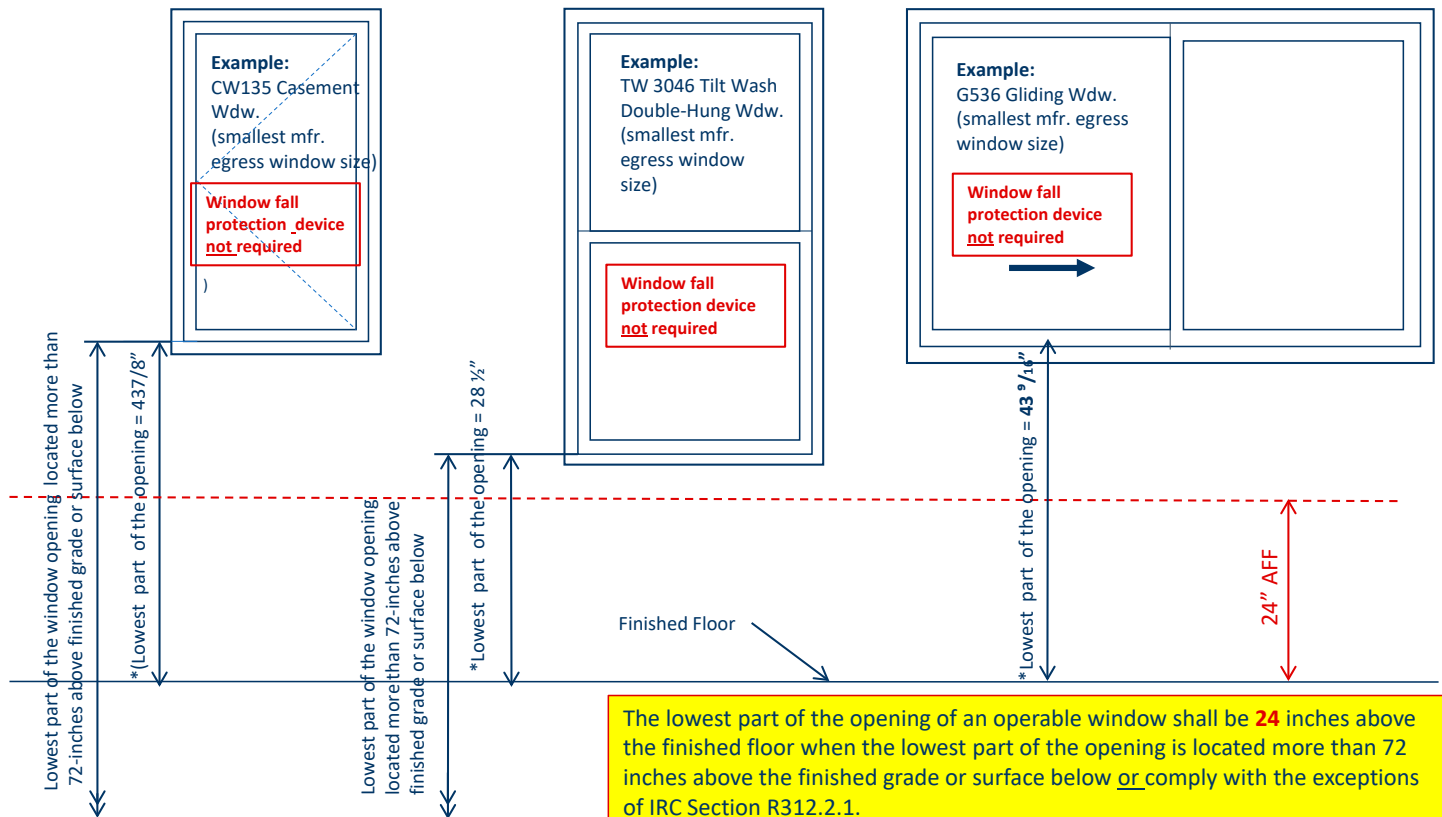 Example:
CW135 Casement
Wdw.
(smallest mfr.
egress window size)
Window fall
protection device
not required
)
Example:
TW 3046 Tilt Wash
Double-Hung Wdw.
(smallest mfr.
egress window
size)
Window fall
protection device
not required
Example:
G536 Gliding Wdw.
(smallest mfr. egress
window size)
Window fall
protection device
not required
Lowest part of the window opening located more than
72-inches above finished grade or surface below
*(Lowest part of the opening = 437/8"
Lowest part of the window opening
located more than 72-inches above
finished grade or surface below
*Lowest part of the opening = 28 ½"
*Lowest part of the opening = 43 ⁹/₁₆"
24" AFF
Finished Floor
The lowest part of the opening of an operable window shall be 24 inches above
the finished floor when the lowest part of the opening is located more than 72
inches above the finished grade or surface below or comply with the exceptions
of IRC Section R312.2.1.